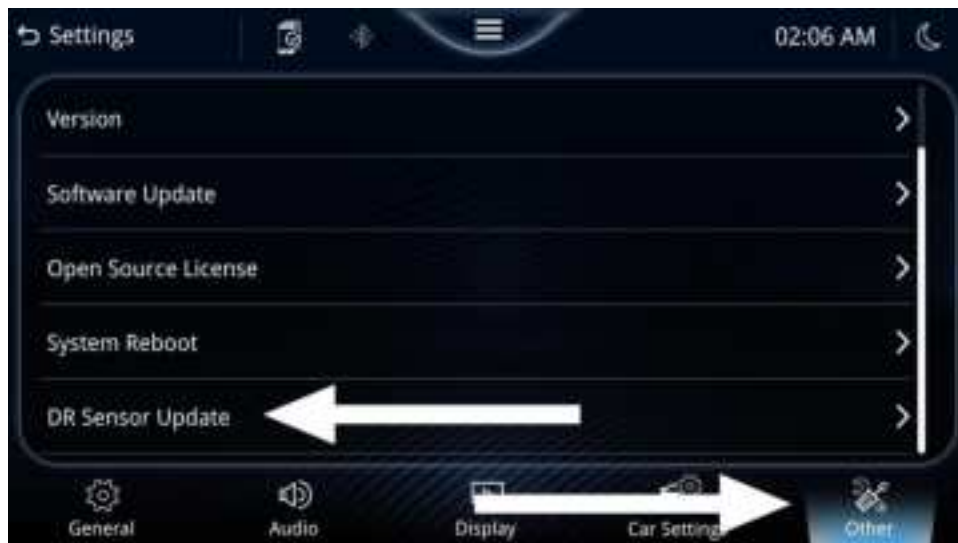 Settings
02:06 AM
Version
Software Update
Open Source License
System Reboot
DR Sensor Update
General
Audio
Display
Car Setting
Other